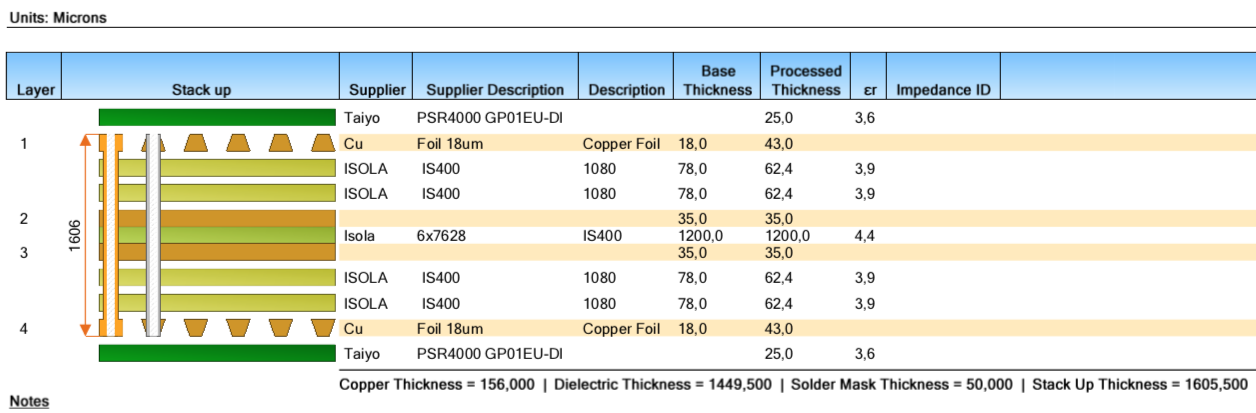 Units: Microns
Layer Stack up Supplier Supplier Description Description Base Thickness Processed Thickness εr Impedance ID
Taiyo PSR4000 GP01EU-DI 25,0 3,6
1 Cu Foil 18um Copper Foil 18,0 43,0
ISOLA IS400 1080 78,0 62,4 3,9
ISOLA IS400 1080 78,0 62,4 3,9
2 35,0 35,0
1606 Isola 6x7628 IS400 1200,0 1200,0 4,4
3 35,0 35,0
ISOLA IS400 1080 78,0 62,4 3,9
ISOLA IS400 1080 78,0 62,4 3,9
4 Cu Foil 18um Copper Foil 18,0 43,0
Taiyo PSR4000 GP01EU-DI 25,0 3,6
Copper Thickness = 156,000 | Dielectric Thickness = 1449,500 | Solder Mask Thickness = 50,000 | Stack Up Thickness = 1605,500
Notes